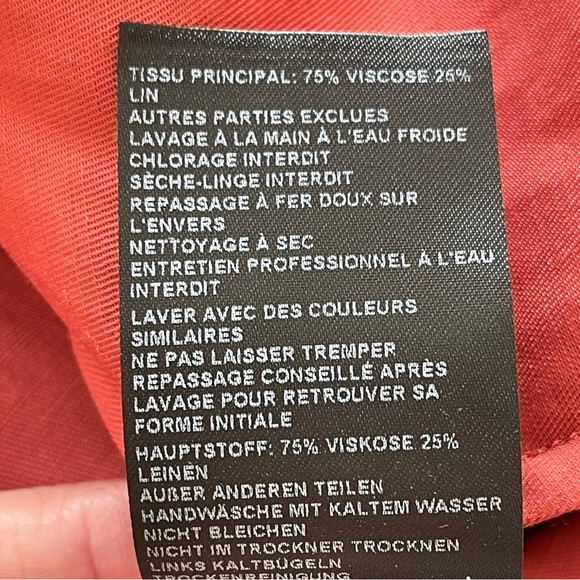 TISSU PRINCIPAL: 75% VISCOSE 25%
LIN
AUTRES PARTIES EXCLUES
LAVAGE À LA MAIN À L'EAU FROIDE
CHLORAGE INTERDIT
SÈCHE-LINGE INTERDIT
REPASSAGE À FER DOUX SUR
L'ENVERS
NETTOYAGE À SEC
ENTRETIEN PROFESSIONNEL À L'EAU
INTERDIT
LAVER AVEC DES COULEURS
SIMILAIRES
NE PAS LAISSER TREMPER
REPASSAGE CONSEILLÉ APRÈS
LAVAGE POUR RETROUVER SA
FORME INITIALE
HAUPTSTOFF: 75% VISKOSE 25%
LEINEN
AUßER ANDEREN TEILEN
HANDWÄSCHE MIT KALTEM WASSER
NICHT BLEICHEN
NICHT IM TROCKNER TROCKNEN
LINKS KALTBÜGELN
TROCKENREINIGUNG